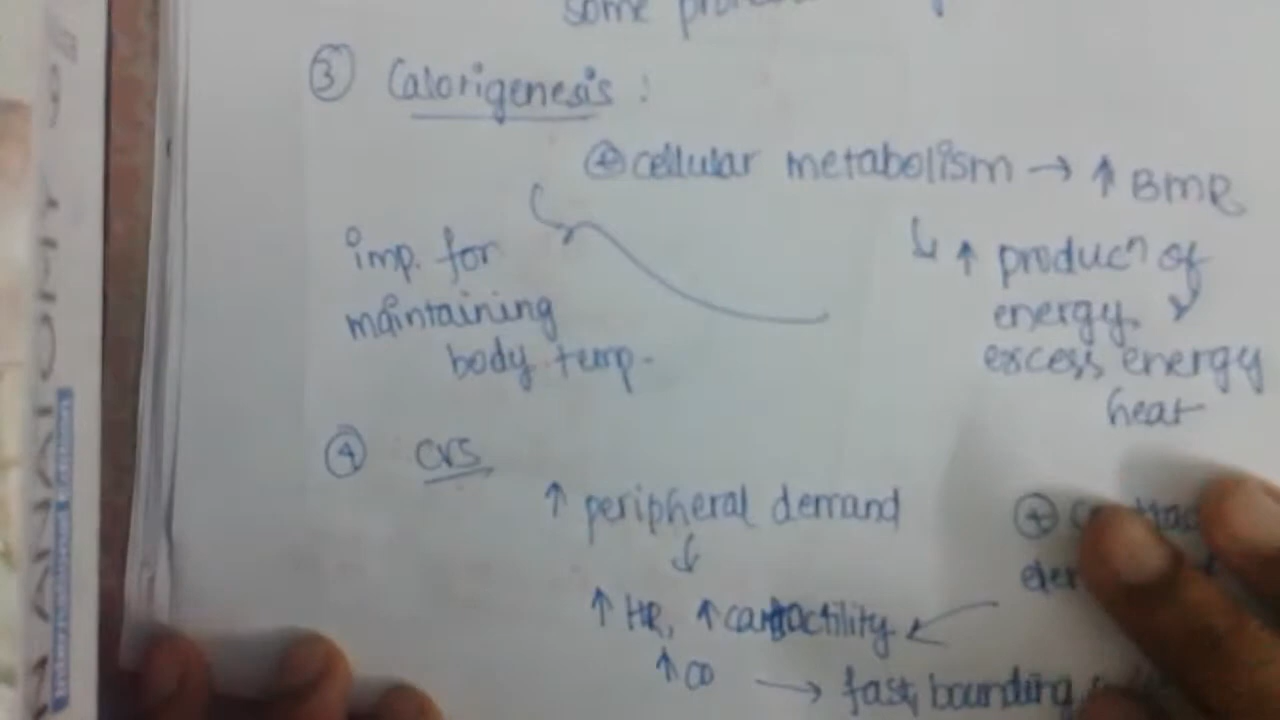 some
③ Calorigenesis :
⊕ cellular metabolism → ↑ BMR
↳ ↑ producⁿ of
energy
excess energy
heat
imp. for
maintaining
body temp.
④ CVS
↑ peripheral demand
↓
↑ HR, ↑ contractility ←
↑ CO → fast, bounding